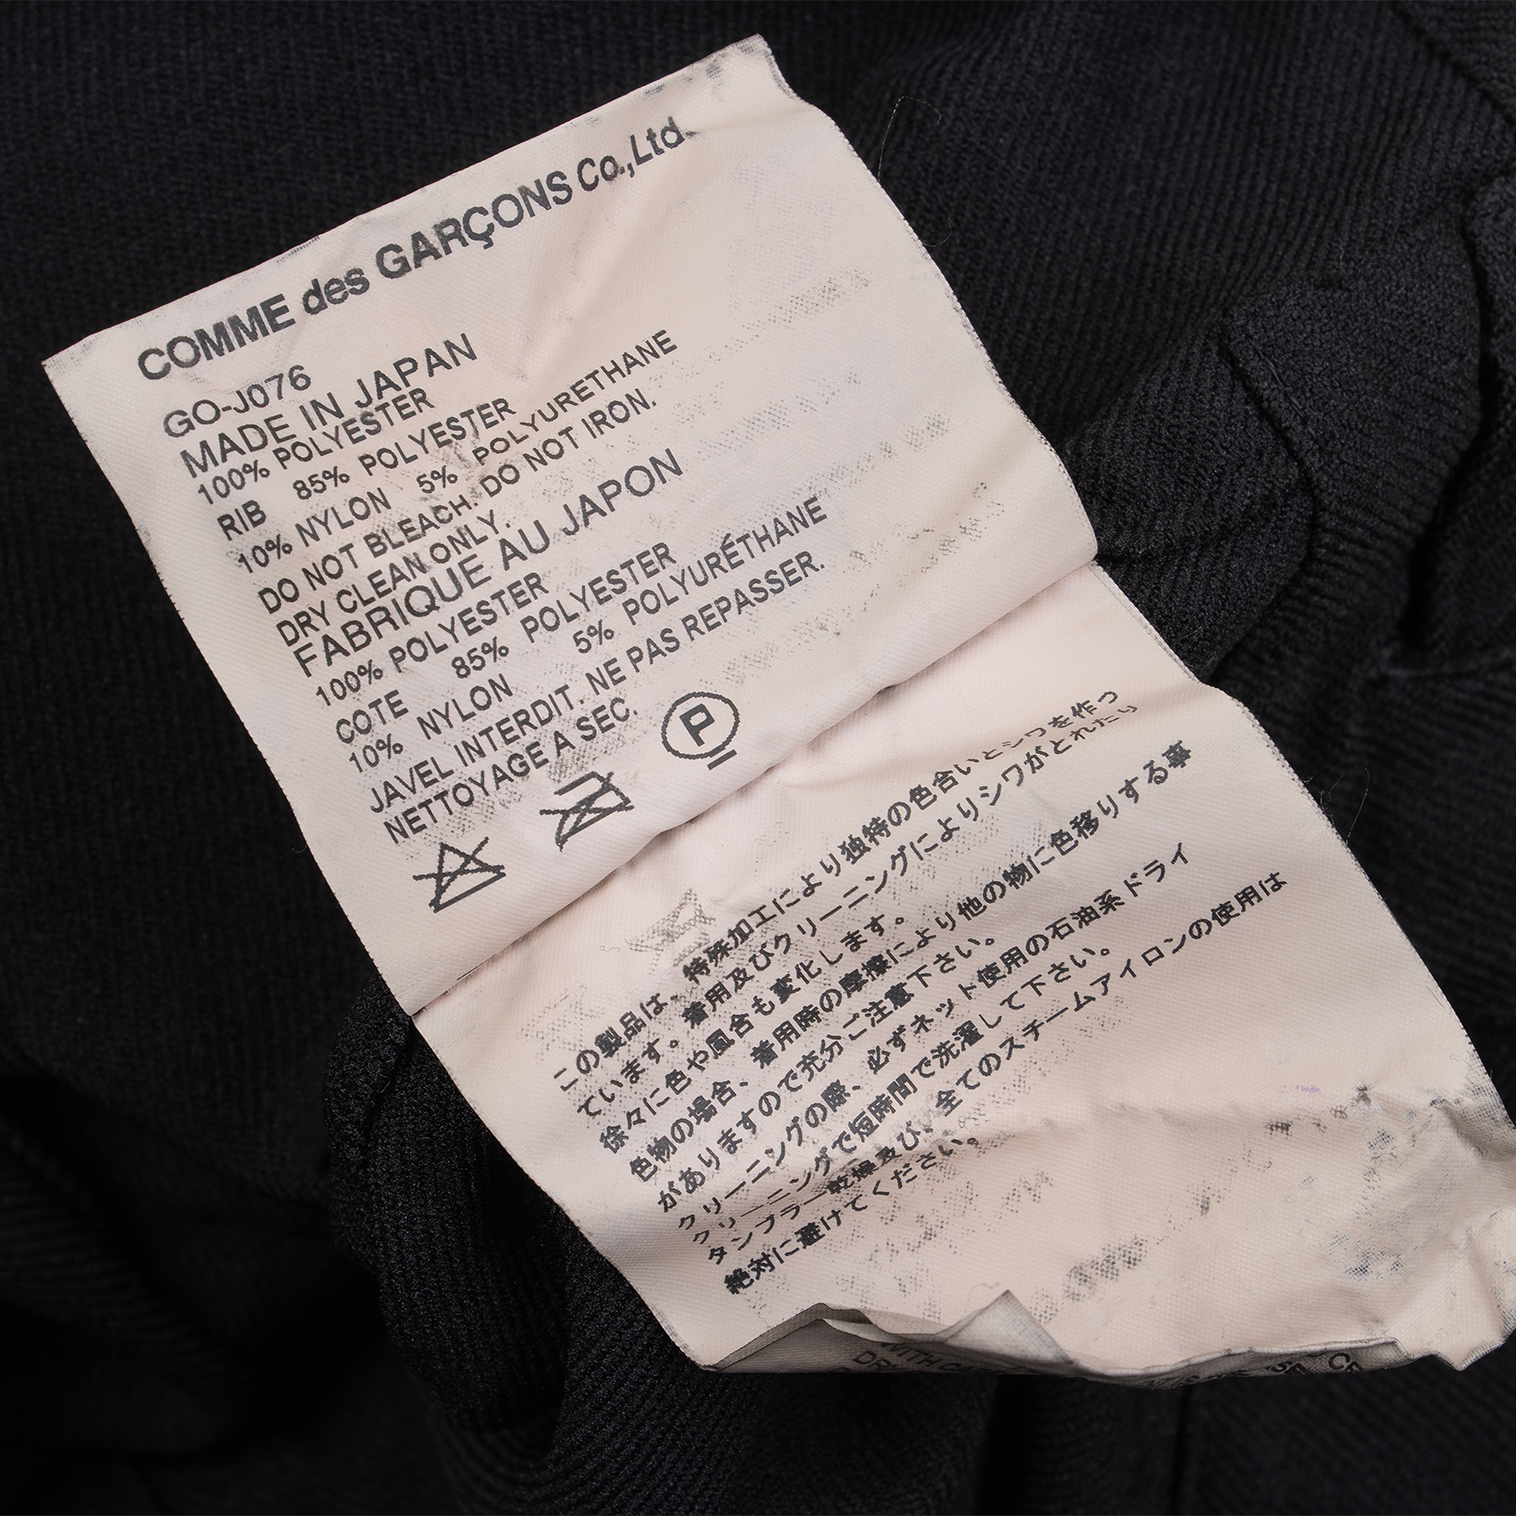 COMME des GARÇONS Co.,Ltd.
GO-J076
MADE IN JAPAN
100% POLYESTER
RIB 85% POLYESTER
10% NYLON 5% POLYURETHANE
DO NOT BLEACH. DO NOT IRON.
DRY CLEAN ONLY.
FABRIQUE AU JAPON
100% POLYESTER
COTE 85% POLYESTER
10% NYLON 5% POLYURÉTHANE
JAVEL INTERDIT. NE PAS REPASSER.
NETTOYAGE A SEC.
P
この製品は、特殊加工により独特の色合いとシワを作っ
ています。着用及びクリーニングによりシワがとれたり
徐々に色や風合も変化します。
色物の場合、着用時の摩擦により他の物に色移りする事
がありますので充分ご注意下さい。
クリーニングの際、必ずネット使用の石油系ドライ
クリーニングで短時間で洗濯して下さい。
タンブラー乾燥及び、全てのスチームアイロンの使用は
絶対に避けてください。
WITH